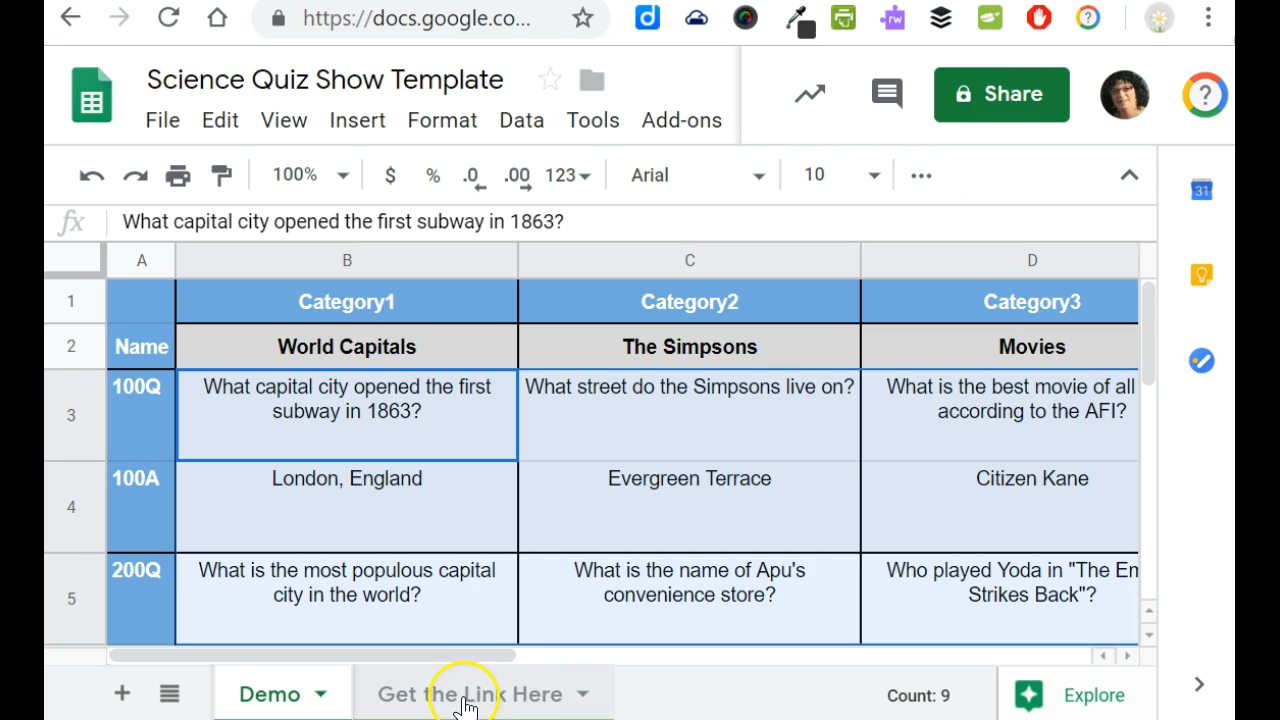 https://docs.google.co...
rw
Science Quiz Show Template
Share
File Edit View Insert Format Data Tools Add-ons
100% $ % .0 .00 123 Arial 10
31
fx What capital city opened the first subway in 1863?
A B C D
1 Category1 Category2 Category3
2 Name World Capitals The Simpsons Movies
3 100Q What capital city opened the first
subway in 1863?
What street do the Simpsons live on?
What is the best movie of all
according to the AFI?
4 100A London, England Evergreen Terrace Citizen Kane
5 200Q What is the most populous capital
city in the world?
What is the name of Apu's
convenience store?
Who played Yoda in "The Em
Strikes Back"?
Demo Get the Link Here Count: 9 Explore